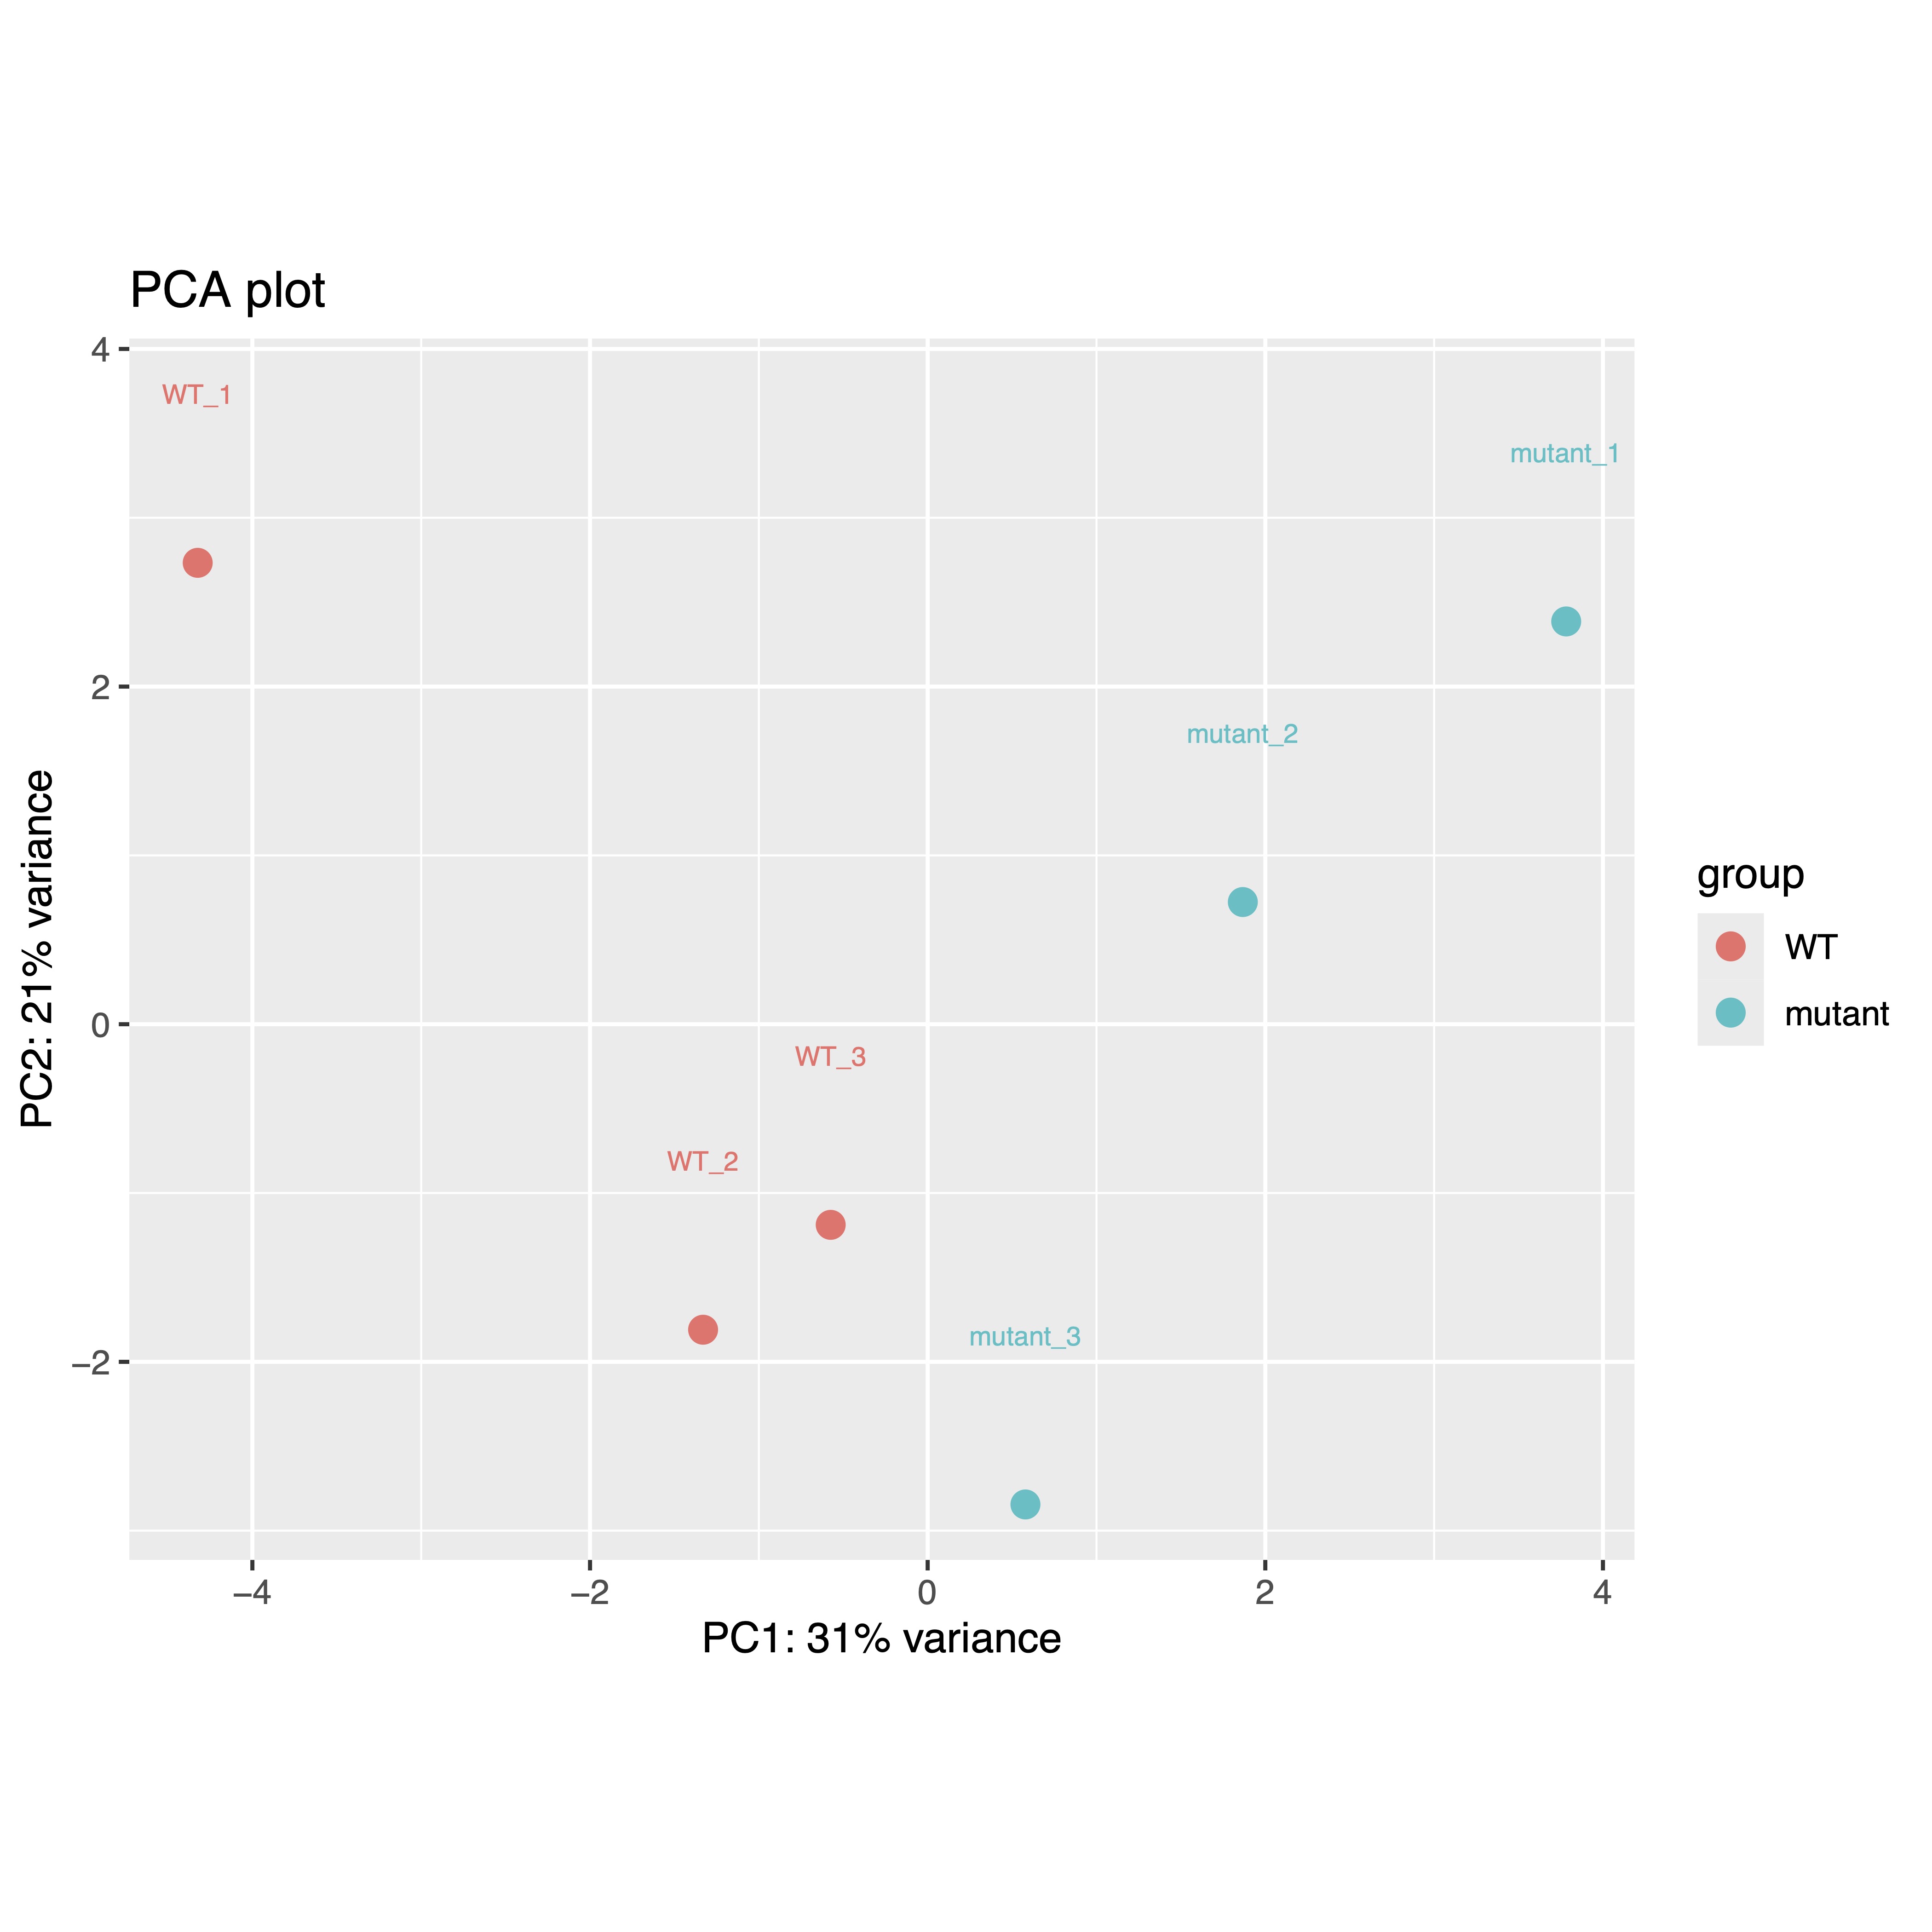 PCA plot
4
2
0
−2
PC2: 21% variance
WT_1
mutant_1
mutant_2
WT_3
WT_2
mutant_3
−4
−2
0
2
4
PC1: 31% variance
group
WT
mutant